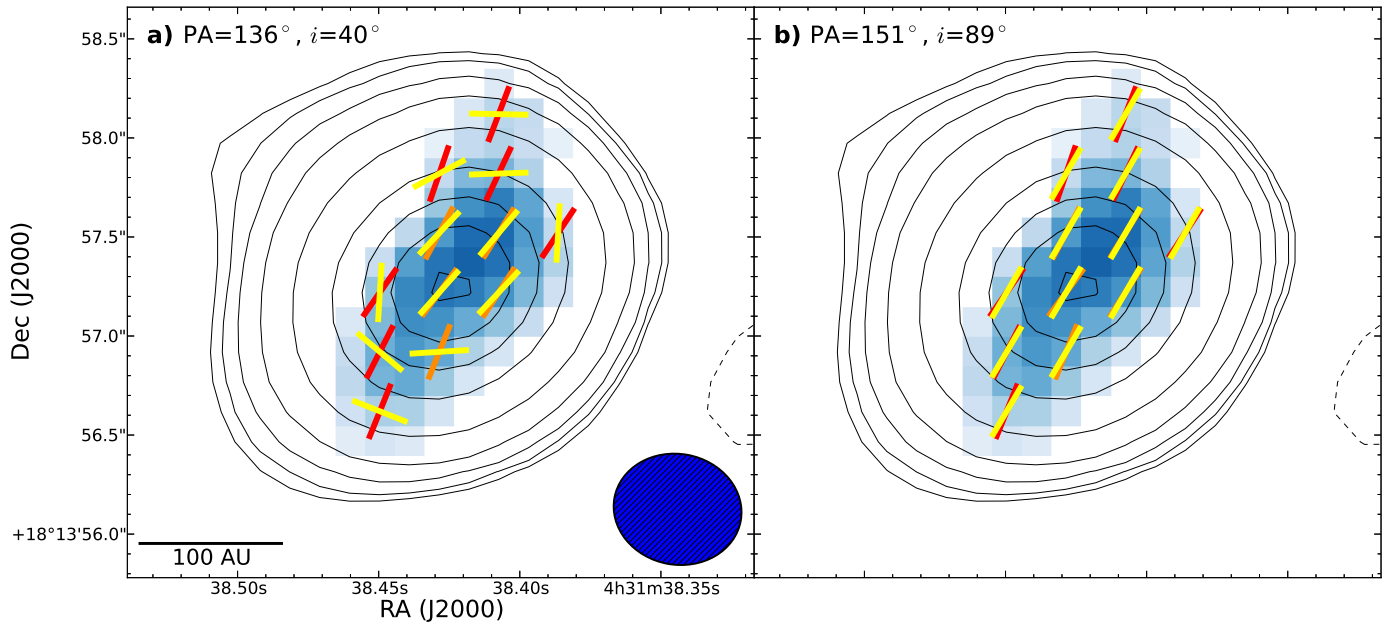 a) PA=136°, i=40°
b) PA=151°, i=89°
58.5"
58.0"
57.5"
57.0"
56.5"
+18°13'56.0"
Dec (J2000)
100 AU
38.50s
38.45s
38.40s
4h31m38.35s
RA (J2000)